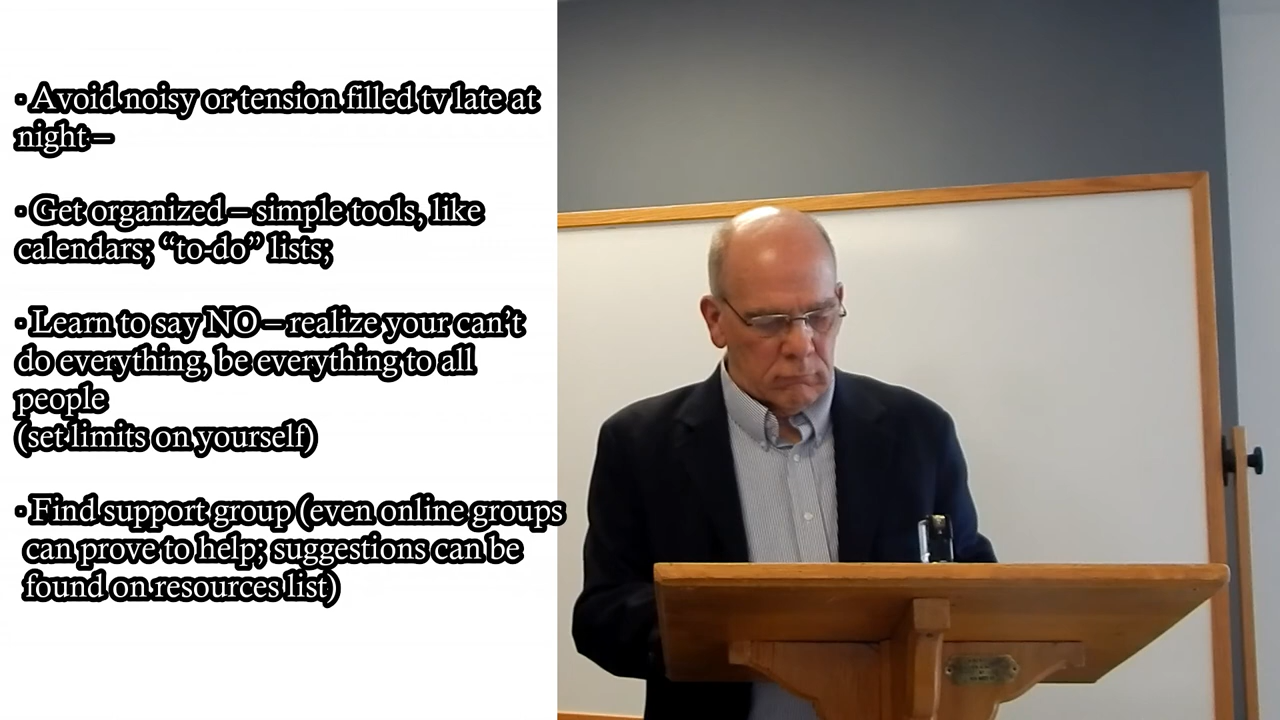 · Avoid noisy or tension filled tv late at
night –
· Get organized – simple tools, like
calendars; “to-do” lists;
· Learn to say NO – realize your can’t
do everything, be everything to all
people
(set limits on yourself)
· Find support group (even online groups
can prove to help; suggestions can be
found on resources list)